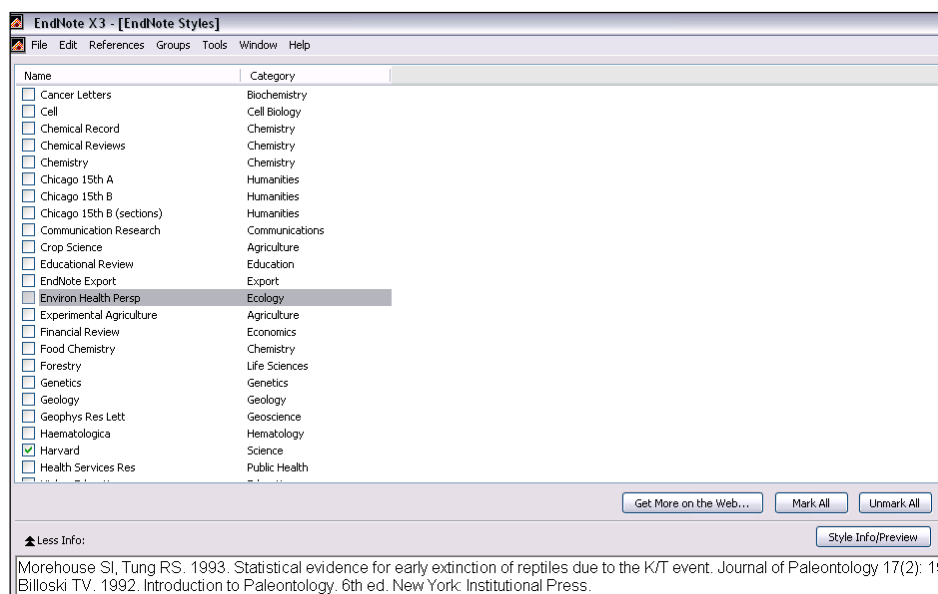 EndNote X3 - [EndNote Styles]
File Edit References Groups Tools Window Help
Name Category
Cancer Letters Biochemistry
Cell Cell Biology
Chemical Record Chemistry
Chemical Reviews Chemistry
Chemistry Chemistry
Chicago 15th A Humanities
Chicago 15th B Humanities
Chicago 15th B (sections) Humanities
Communication Research Communications
Crop Science Agriculture
Educational Review Education
EndNote Export Export
Environ Health Persp Ecology
Experimental Agriculture Agriculture
Financial Review Economics
Food Chemistry Chemistry
Forestry Life Sciences
Genetics Genetics
Geology Geology
Geophys Res Lett Geoscience
Haematologica Hematology
Harvard Science
Health Services Res Public Health
Get More on the Web... Mark All Unmark All
Less Info: Style Info/Preview
Morehouse SI, Tung RS. 1993. Statistical evidence for early extinction of reptiles due to the K/T event. Journal of Paleontology 17(2):
Billoski TV. 1992. Introduction to Paleontology. 6th ed. New York: Institutional Press.